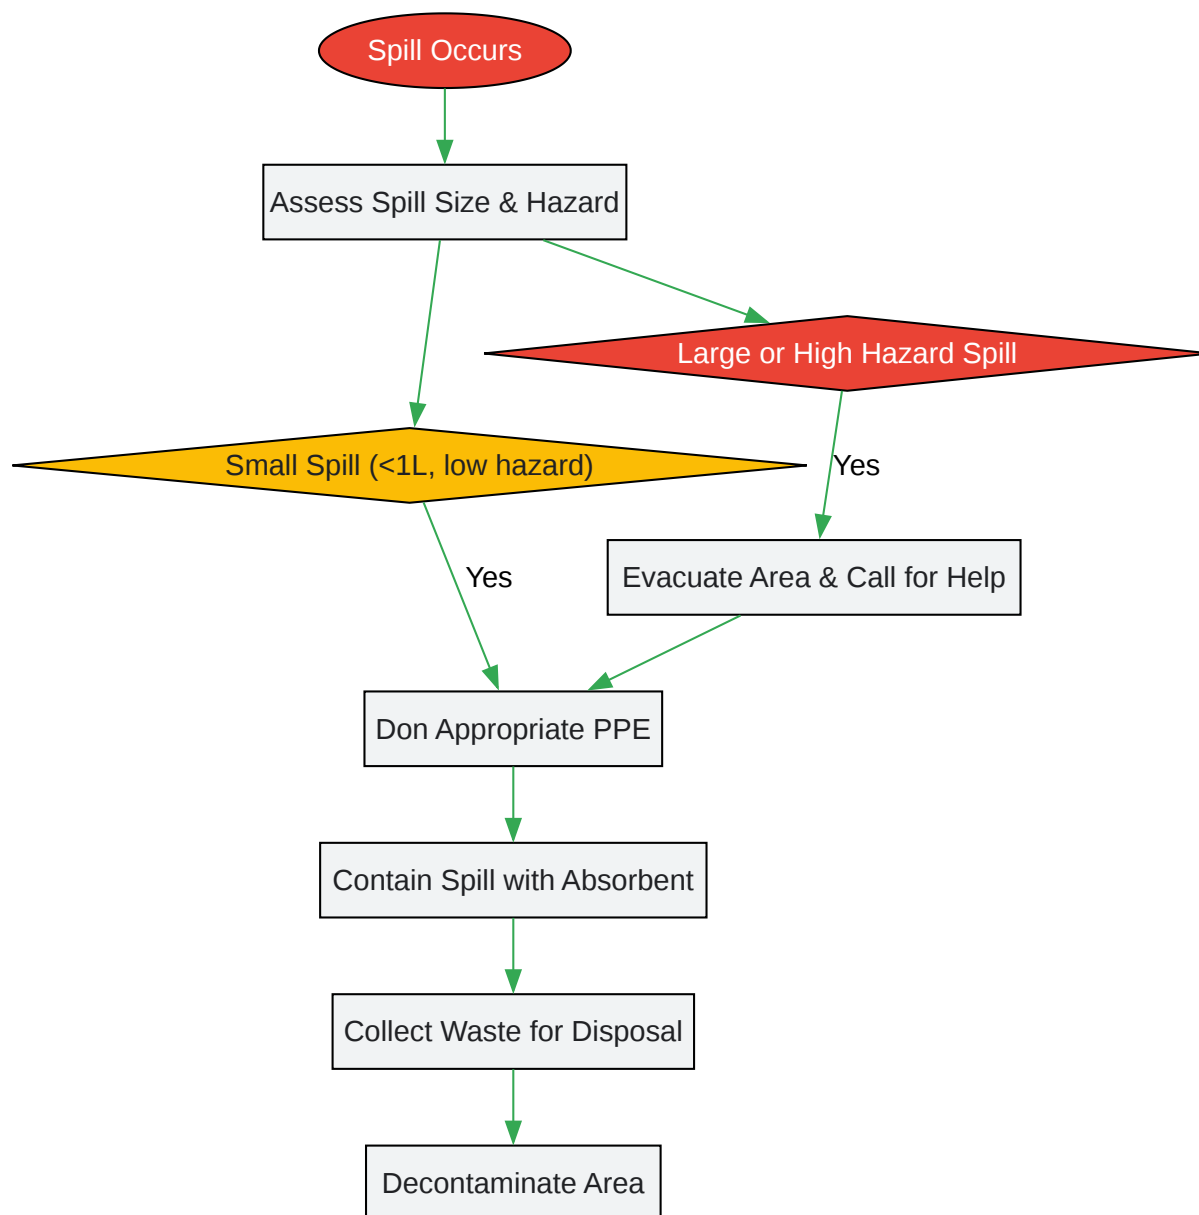 Spill Occurs
Assess Spill Size & Hazard
Large or High Hazard Spill
Small Spill (<1L, low hazard)
Yes
Yes
Evacuate Area & Call for Help
Don Appropriate PPE
Contain Spill with Absorbent
Collect Waste for Disposal
Decontaminate Area